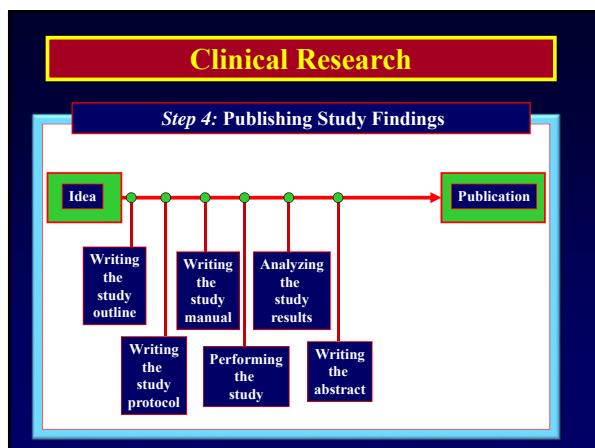 Clinical Research
Step 4: Publishing Study Findings
Idea
Publication
Writing
the
study
outline
Writing
the
study
protocol
Writing
the
study
manual
Performing
the
study
Analyzing
the
study
results
Writing
the
abstract